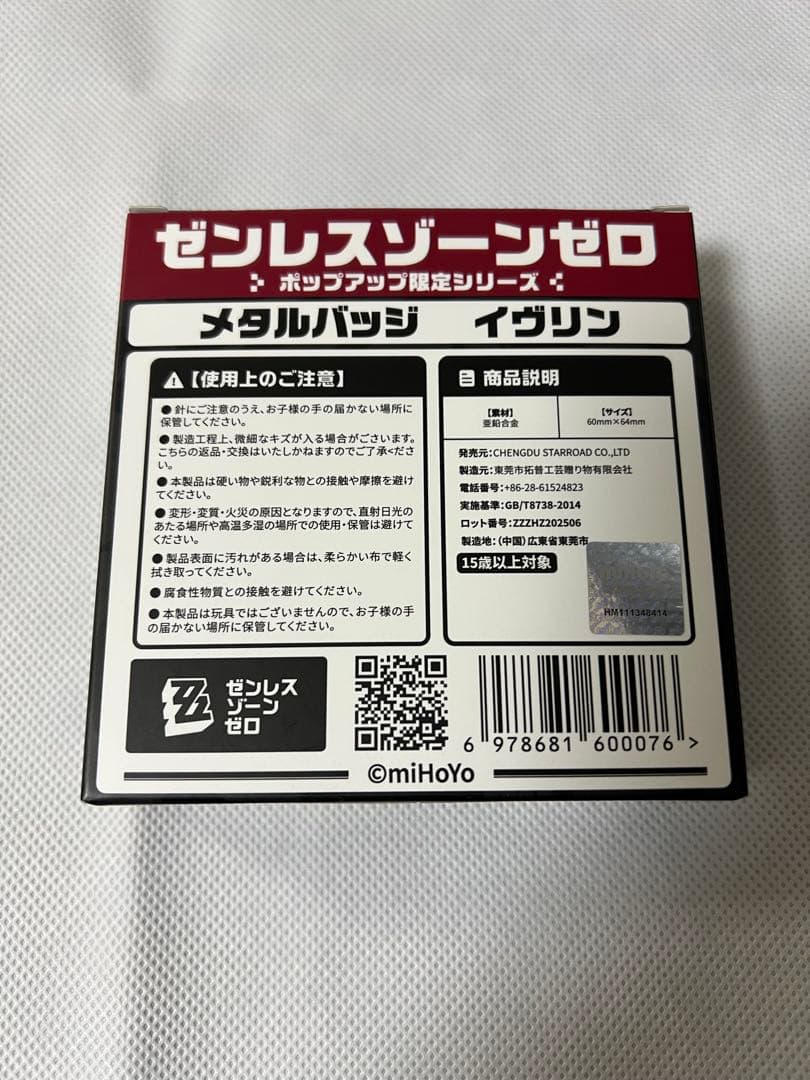 ゼンレスゾーンゼロ
ポップアップ限定シリーズ
メタルバッジ イヴリン
【使用上のご注意】
●針にご注意のうえ、お子様の手の届かない場所に
保管してください。
●製造工程上、微細なキズが入る場合がございます。
こちらの返品・交換はいたしかねますのでご了承くださ
い。
●本製品は硬い物や鋭利な物との接触や摩擦を避け
てください。
●変形・変質・火災の原因となりますので、直射日光の
あたる場所や高温多湿の場所での使用・保管は避けて
ください。
●製品表面に汚れがある場合は、柔らかい布で軽く
拭き取ってください。
●腐食性物質との接触を避けてください。
●本製品は玩具ではございませんので、お子様の手
の届かない場所に保管してください。
商品説明
【素材】
亜鉛合金
【サイズ】
60mm×64mm
発売元:CHENGDU STARROAD CO.,LTD
製造元:東莞市拓普工芸贈り物有限会社
電話番号:+86-28-61524823
実施基準:GB/T8738-2014
ロット番号:ZZZHZ202506
製造地:(中国)広東省東莞市
15歳以上対象
HM111348414
ゼンレス
ゾーン
ゼロ
6 978681 600076 >
©miHoYo